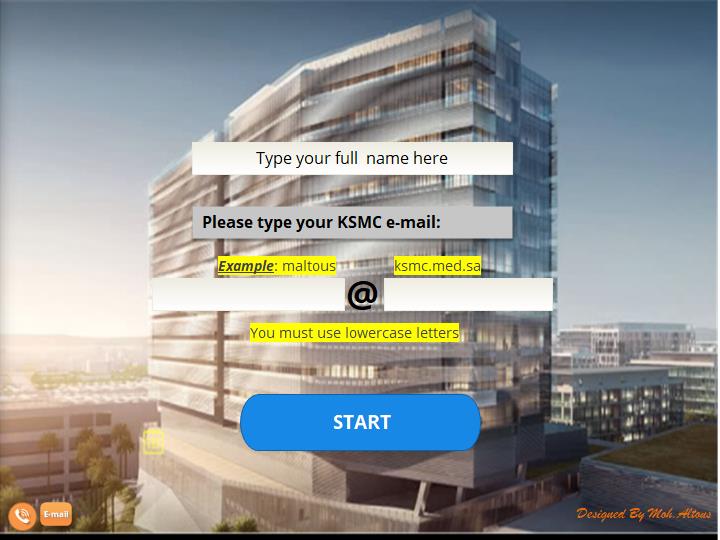 Type your full name here
Please type your KSMC e-mail:
Example: maltous ksmc.med.sa
@
You must use lowercase letters
START
E-mail
Designed By Moh.Altous